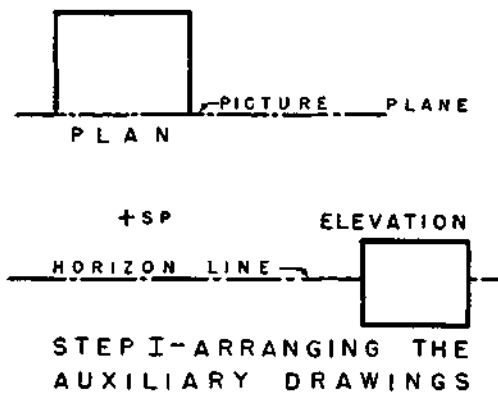 PICTURE PLANE
PLAN
+SP
ELEVATION
HORIZON LINE
STEP I-ARRANGING THE
AUXILIARY DRAWINGS